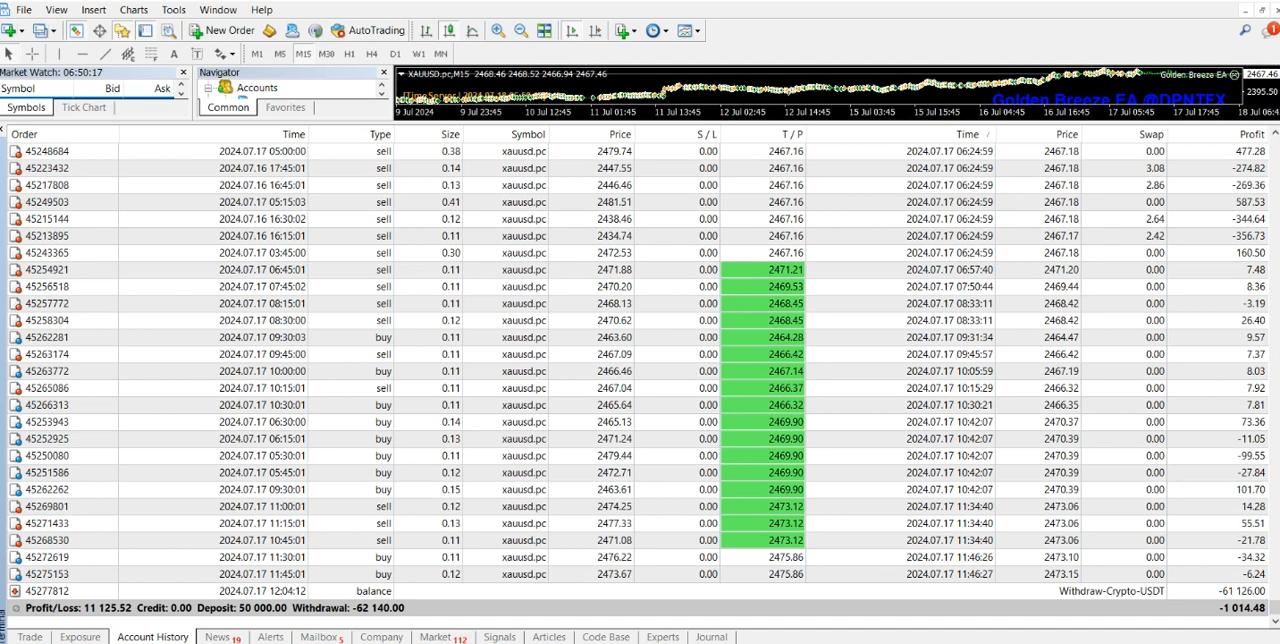 File View Insert Charts Tools Window Help
New Order AutoTrading 1
A T M1 M5 M15 M30 H1 H4 D1 W1 MN
Market Watch: 06:50:17
Symbol Bid Ask
Symbols Tick Chart
Navigator
Accounts
Common Favorites
XAUUSD.pc,M15 2468.46 2468.52 2466.94 2467.46
Golden Breeze EA
2467.46
Golden Breeze EA @DPNTFX
2395.50
9 Jul 2024 9 Jul 23:45 10 Jul 12:45 11 Jul 01:45 11 Jul 13:45 12 Jul 02:45 12 Jul 14:45 15 Jul 03:45 15 Jul 15:45 16 Jul 04:45 16 Jul 16:45 17 Jul 05:45 17 Jul 17:45 18 Jul 06:4
Order Time Type Size Symbol Price S / L T / P Time / Price Swap Profit
45248684 2024.07.17 05:00:00 sell 0.38 xauusd.pc 2479.74 0.00 2467.16 2024.07.17 06:24:59 2467.18 0.00 477.28
45223432 2024.07.16 17:45:01 sell 0.14 xauusd.pc 2447.55 0.00 2467.16 2024.07.17 06:24:59 2467.18 3.08 -274.82
45217808 2024.07.16 16:45:01 sell 0.13 xauusd.pc 2446.46 0.00 2467.16 2024.07.17 06:24:59 2467.18 2.86 -269.36
45249503 2024.07.17 05:15:03 sell 0.41 xauusd.pc 2481.51 0.00 2467.16 2024.07.17 06:24:59 2467.18 0.00 587.53
45215144 2024.07.16 16:30:02 sell 0.12 xauusd.pc 2438.46 0.00 2467.16 2024.07.17 06:24:59 2467.18 2.64 -344.64
45213895 2024.07.16 16:15:01 sell 0.11 xauusd.pc 2434.74 0.00 2467.16 2024.07.17 06:24:59 2467.17 2.42 -356.73
45243365 2024.07.17 03:45:00 sell 0.30 xauusd.pc 2472.53 0.00 2467.16 2024.07.17 06:24:59 2467.18 0.00 160.50
45254921 2024.07.17 06:45:01 sell 0.11 xauusd.pc 2471.88 0.00 2471.21 2024.07.17 06:57:40 2471.20 0.00 7.48
45256518 2024.07.17 07:45:02 sell 0.11 xauusd.pc 2470.20 0.00 2469.53 2024.07.17 07:50:44 2469.44 0.00 8.36
45257772 2024.07.17 08:15:01 sell 0.11 xauusd.pc 2468.13 0.00 2468.45 2024.07.17 08:33:11 2468.42 0.00 -3.19
45258304 2024.07.17 08:30:00 sell 0.12 xauusd.pc 2470.62 0.00 2468.45 2024.07.17 08:33:11 2468.42 0.00 26.40
45262281 2024.07.17 09:30:03 buy 0.11 xauusd.pc 2463.60 0.00 2464.28 2024.07.17 09:31:34 2464.47 0.00 9.57
45263174 2024.07.17 09:45:00 sell 0.11 xauusd.pc 2467.09 0.00 2466.42 2024.07.17 09:45:57 2466.42 0.00 7.37
45263772 2024.07.17 10:00:00 buy 0.11 xauusd.pc 2466.46 0.00 2467.14 2024.07.17 10:05:59 2467.19 0.00 8.03
45265086 2024.07.17 10:15:01 sell 0.11 xauusd.pc 2467.04 0.00 2466.37 2024.07.17 10:15:29 2466.32 0.00 7.92
45266313 2024.07.17 10:30:01 buy 0.11 xauusd.pc 2465.64 0.00 2466.32 2024.07.17 10:30:21 2466.35 0.00 7.81
45253943 2024.07.17 06:30:00 buy 0.14 xauusd.pc 2465.13 0.00 2469.90 2024.07.17 10:42:07 2470.37 0.00 73.36
45252925 2024.07.17 06:15:01 buy 0.13 xauusd.pc 2471.24 0.00 2469.90 2024.07.17 10:42:07 2470.39 0.00 -11.05
45250080 2024.07.17 05:30:01 buy 0.11 xauusd.pc 2479.44 0.00 2469.90 2024.07.17 10:42:07 2470.39 0.00 -99.55
45251586 2024.07.17 05:45:01 buy 0.12 xauusd.pc 2472.71 0.00 2469.90 2024.07.17 10:42:07 2470.39 0.00 -27.84
45262262 2024.07.17 09:30:01 buy 0.15 xauusd.pc 2463.61 0.00 2469.90 2024.07.17 10:42:07 2470.39 0.00 101.70
45269801 2024.07.17 11:00:01 sell 0.12 xauusd.pc 2474.25 0.00 2473.12 2024.07.17 11:34:40 2473.06 0.00 14.28
45271433 2024.07.17 11:15:01 sell 0.13 xauusd.pc 2477.33 0.00 2473.12 2024.07.17 11:34:40 2473.06 0.00 55.51
45268530 2024.07.17 10:45:01 sell 0.11 xauusd.pc 2471.08 0.00 2473.12 2024.07.17 11:34:40 2473.06 0.00 -21.78
45272619 2024.07.17 11:30:01 buy 0.11 xauusd.pc 2476.22 0.00 2475.86 2024.07.17 11:46:26 2473.10 0.00 -34.32
45275153 2024.07.17 11:45:01 buy 0.12 xauusd.pc 2473.67 0.00 2475.86 2024.07.17 11:46:27 2473.15 0.00 -6.24
45277812 2024.07.17 12:04:12 balance Withdraw-Crypto-USDT -61 126.00
Profit/Loss: 11 125.52 Credit: 0.00 Deposit: 50 000.00 Withdrawal: -62 140.00 -1 014.48
Trade Exposure Account History News 19 Alerts Mailbox 5 Company Market 112 Signals Articles Code Base Experts Journal